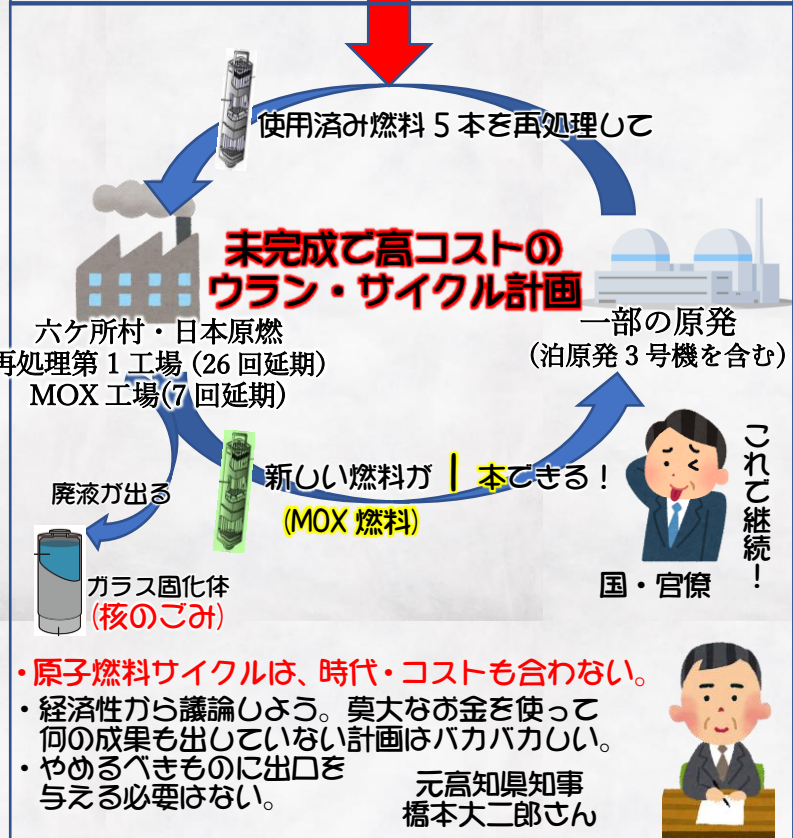 使用済み燃料5本を再処理して
未完成で高コストの
ウラン・サイクル計画
六ケ所村・日本原燃
再処理第1工場(26回延期)
MOX工場(7回延期)
一部の原発
(泊原発3号機を含む)
廃液が出る
新しい燃料が1本できる!
(MOX燃料)
これで継続!
国・官僚
ガラス固化体
(核のごみ)
・原子燃料サイクルは、時代・コストも合わない。
・経済性から議論しよう。莫大なお金を使って
何の成果も出していない計画はバカバカしい。
・やめるべきものに出口を
与える必要はない。
元高知県知事
橋本大二郎さん